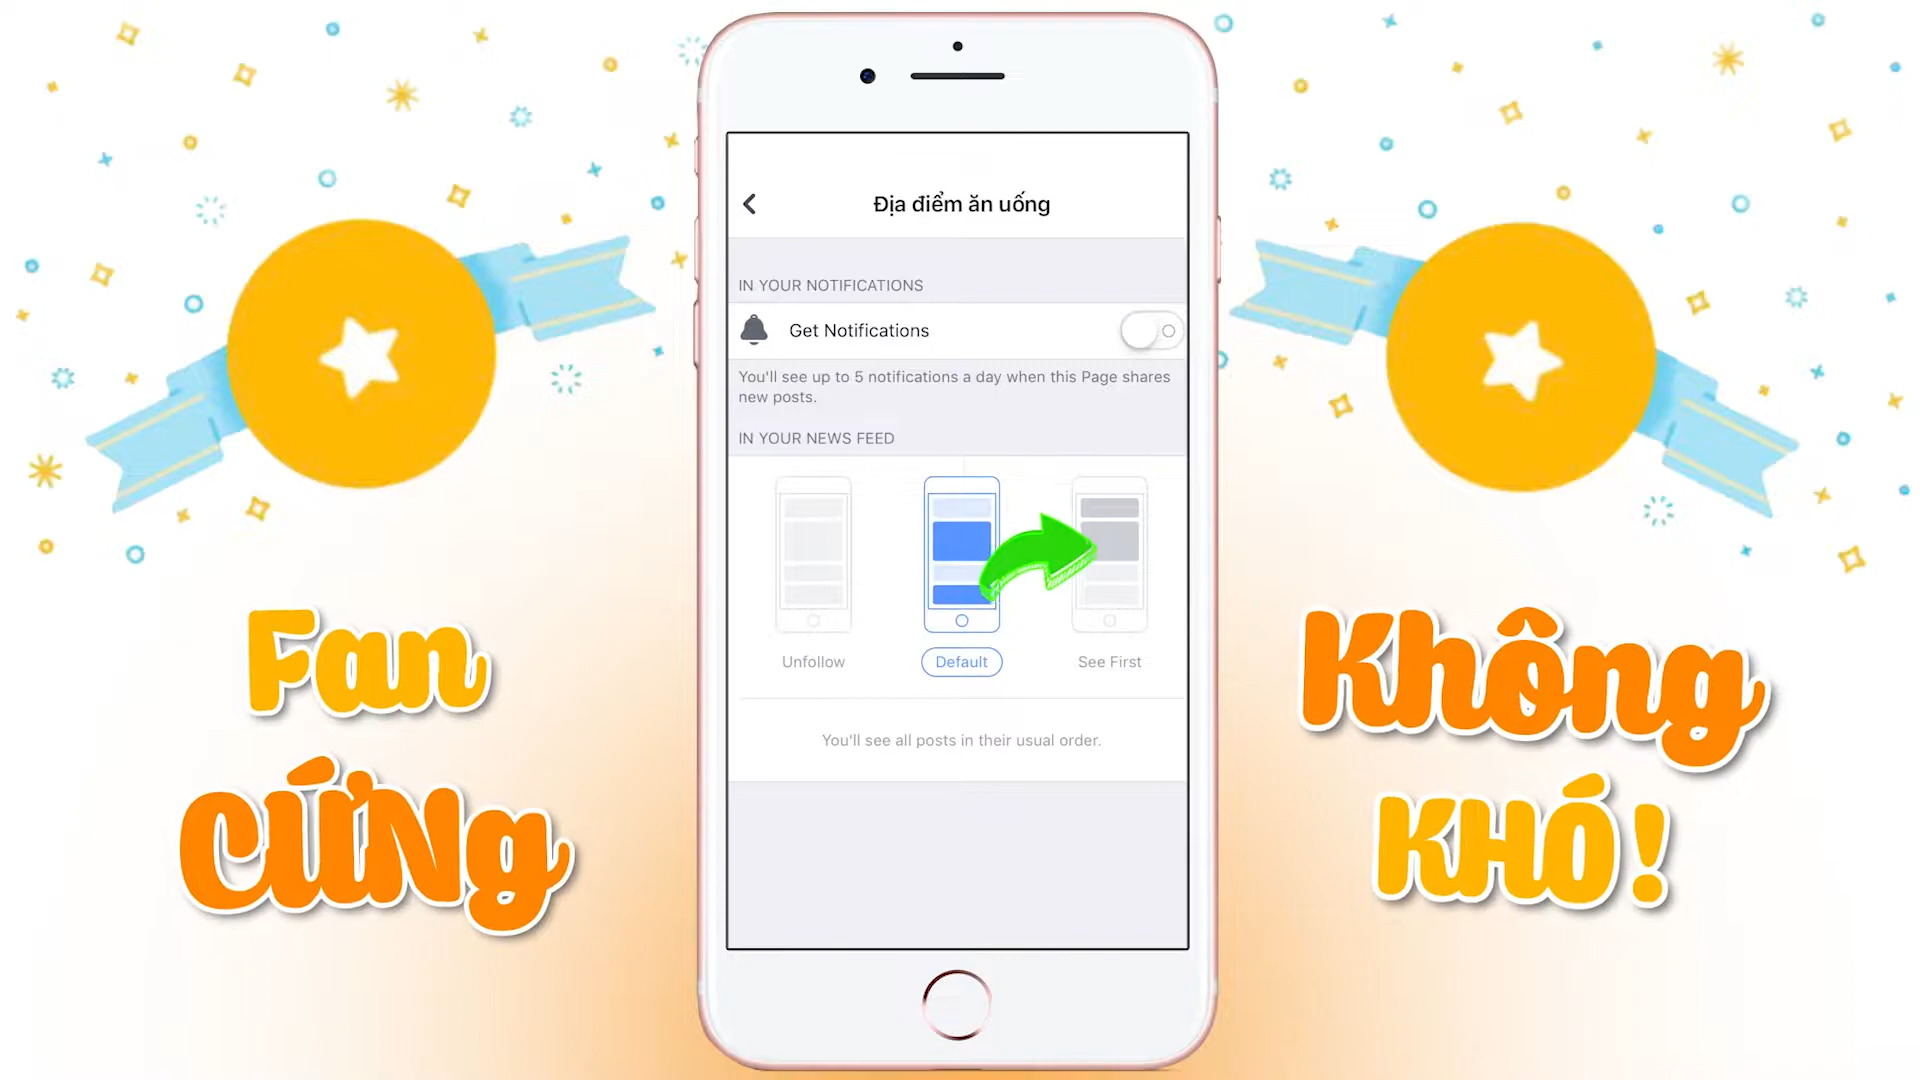 Địa điểm ăn uống
IN YOUR NOTIFICATIONS
Get Notifications
You'll see up to 5 notifications a day when this Page shares
new posts.
IN YOUR NEWS FEED
Unfollow
Default
See First
You'll see all posts in their usual order.
Fan
CỨNg
Không
KHÓ!